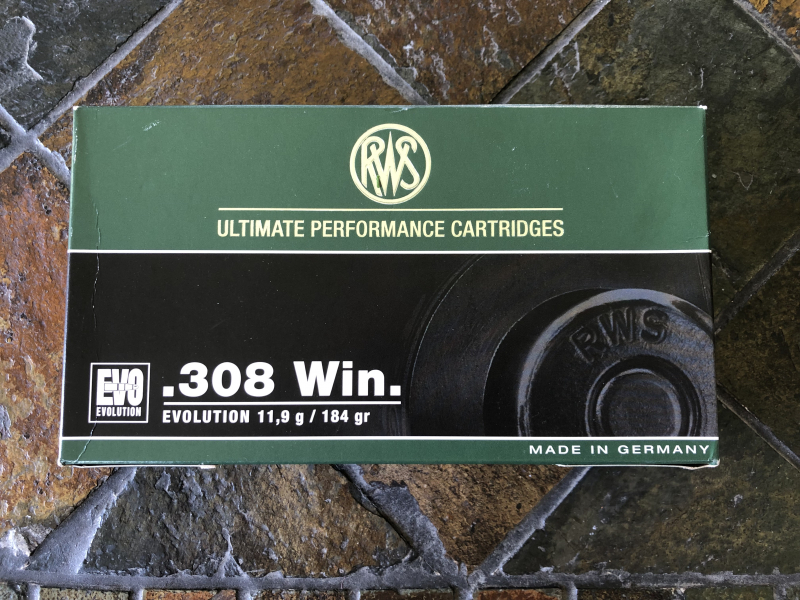 RWS
ULTIMATE PERFORMANCE CARTRIDGES
RWS
EVO
EVOLUTION
.308 Win.
EVOLUTION 11,9 g / 184 gr
MADE IN GERMANY